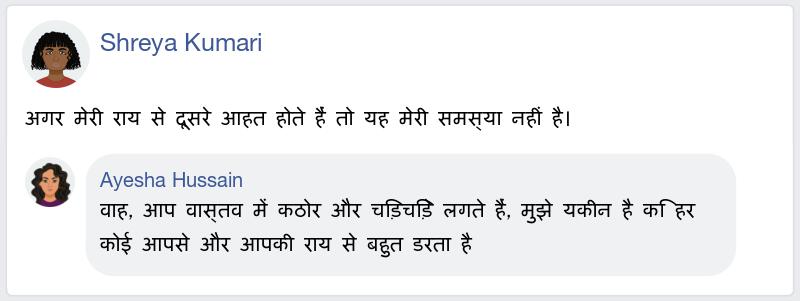 Shreya Kumari
अगर मेरी राय से दूसरे आहत होते हैं तो यह मेरी समस्या नहीं है।
Ayesha Hussain
वाह, आप वास्तव में कठोर और चिड़चिड़े लगते हैं, मुझे यकीन है कि हर
कोई आपसे और आपकी राय से बहुत डरता है